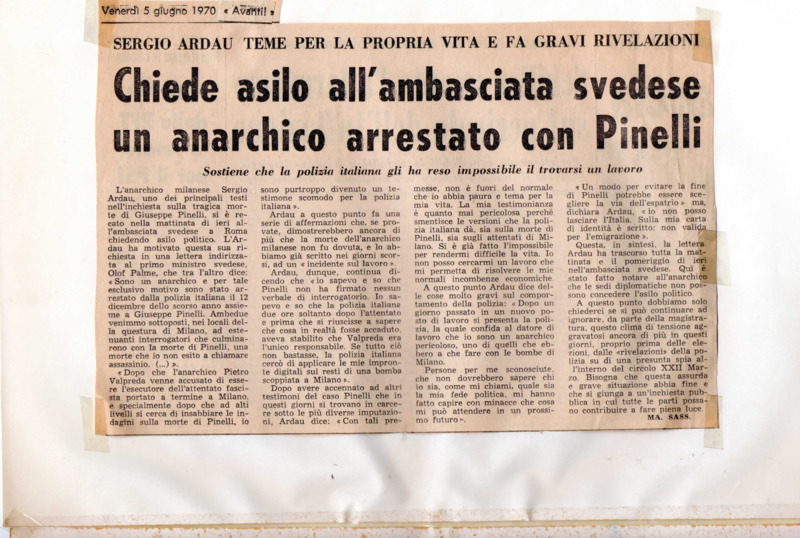 Venerdì 5 giugno 1970 « Avanti! »
SERGIO ARDAU TEME PER LA PROPRIA VITA E FA GRAVI RIVELAZIONI
Chiede asilo all'ambasciata svedese
un anarchico arrestato con Pinelli
Sostiene che la polizia italiana gli ha reso impossibile il trovarsi un lavoro
L'anarchico milanese Sergio
Ardau, uno dei principali testi
nell'inchiesta sulla tragica mor-
te di Giuseppe Pinelli, si è re-
cato nella mattinata di ieri al-
l'ambasciata svedese a Roma
chiedendo asilo politico. L'Ar-
dau ha motivato questa sua ri-
chiesta in una lettera indirizza-
ta al primo ministro svedese,
Olof Palme, che tra l'altro dice:
« Sono un anarchico e per tale
esclusivo motivo sono stato ar-
restato dalla polizia italiana il 12
dicembre dello scorso anno assie-
me a Giuseppe Pinelli. Ambedue
venimmo sottoposti, nei locali del-
la questura di Milano, ad este-
nuanti interrogatori che culmina-
rono con la morte di Pinelli, una
morte che io non esito a chiamare
assassinio. (...) ».
« Dopo che l'anarchico Pietro
Valpreda venne accusato di esse-
re l'esecutore dell'attentato fasci-
sta portato a termine a Milano,
e specialmente dopo che ad alti
livelli si cerca di insabbiare le in-
dagini sulla morte di Pinelli, io
sono purtroppo divenuto un te-
stimone scomodo per la polizia
italiana ».
Ardau a questo punto fa una
serie di affermazioni che, se pro-
vate, dimostrerebbero ancora di
più che la morte dell'anarchico
milanese non fu dovuta, e lo ab-
biamo già scritto nei giorni scor-
si, ad un « incidente sul lavoro ».
Ardau, dunque, continua di-
cendo che « io sapevo e so che
Pinelli non ha firmato nessun
verbale di interrogatorio. Io sa-
pevo e so che la polizia italiana
due ore soltanto dopo l'attentato
e prima che si riuscisse a sapere
che cosa in realtà fosse accaduto,
aveva stabilito che Valpreda era
l'unico responsabile. Se tutto ciò
non bastasse, la polizia italiana
cercò di applicare le mie impron-
te digitali sui resti di una bomba
scoppiata a Milano ».
Dopo avere accennato ad altri
testimoni del caso Pinelli che in
questi giorni si trovano in carce-
re sotto le più diverse imputazio-
ni, Ardau dice: « Con tali pre-
messe, non è fuori del normale
che io abbia paura e tema per la
mia vita. La mia testimonianza
è quanto mai pericolosa perchè
smentisce le versioni che la poli-
zia italiana dà, sia sulla morte di
Pinelli, sia sugli attentati di Mi-
lano. Si è già fatto l'impossibile
per rendermi difficile la vita. Io
non posso cercarmi un lavoro che
mi permetta di risolvere le mie
normali incombenze economiche.
A questo punto Ardau dice del-
le cose molto gravi sul compor-
tamento della polizia: « Dopo un
giorno passato in un nuovo po-
sto di lavoro si presenta la poli-
zia, la quale confida al datore di
lavoro che io sono un anarchico
pericoloso, uno di quelli che eb-
bero a che fare con le bombe di
Milano.
Persone per me sconosciute,
che non dovrebbero sapere chi
io sia, come mi chiami, quale sia
la mia fede politica, mi hanno
fatto capire con minacce che cosa
mi può attendere in un prossi-
mo futuro ».
« Un modo per evitare la fine
di Pinelli potrebbe essere sce-
gliere la via dell'espatrio » ma,
dichiara Ardau, « io non posso
lasciare l'Italia. Sulla mia carta
di identità è scritto: non valida
per l'emigrazione ».
Questa, in sintesi, la lettera.
Ardau ha trascorso tutta la mat-
tinata e il pomeriggio di ieri
nell'ambasciata svedese. Qui è
stato fatto notare all'anarchico
che le sedi diplomatiche non pos-
sono concedere l'asilo politico.
A questo punto dobbiamo solo
chiederci se si può continuare ad
ignorare, da parte della magistra-
tura, questo clima di tensione ag-
gravatosi ancora di più in questi
giorni, proprio prima delle ele-
zioni, dalle «rivelazioni» della po-
lizia su di una presunta spia al-
l'interno del circolo XXII Mar-
zo. Bisogna che questa assurda
e grave situazione abbia fine e
che si giunga a un'inchiesta pub-
blica in cui tutte le parti possa-
no contribuire a fare piena luce.
MA. SASS.